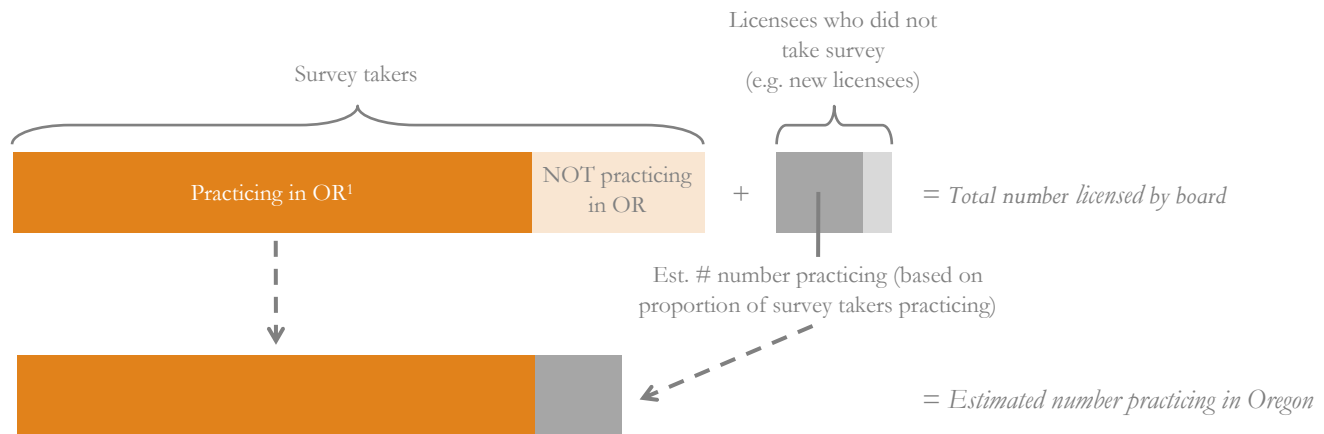 Licensees who did not
take survey
(e.g. new licensees)
Survey takers
Practicing in OR¹
NOT practicing
in OR
+
= Total number licensed by board
Est. # number practicing (based on
proportion of survey takers practicing)
= Estimated number practicing in Oregon